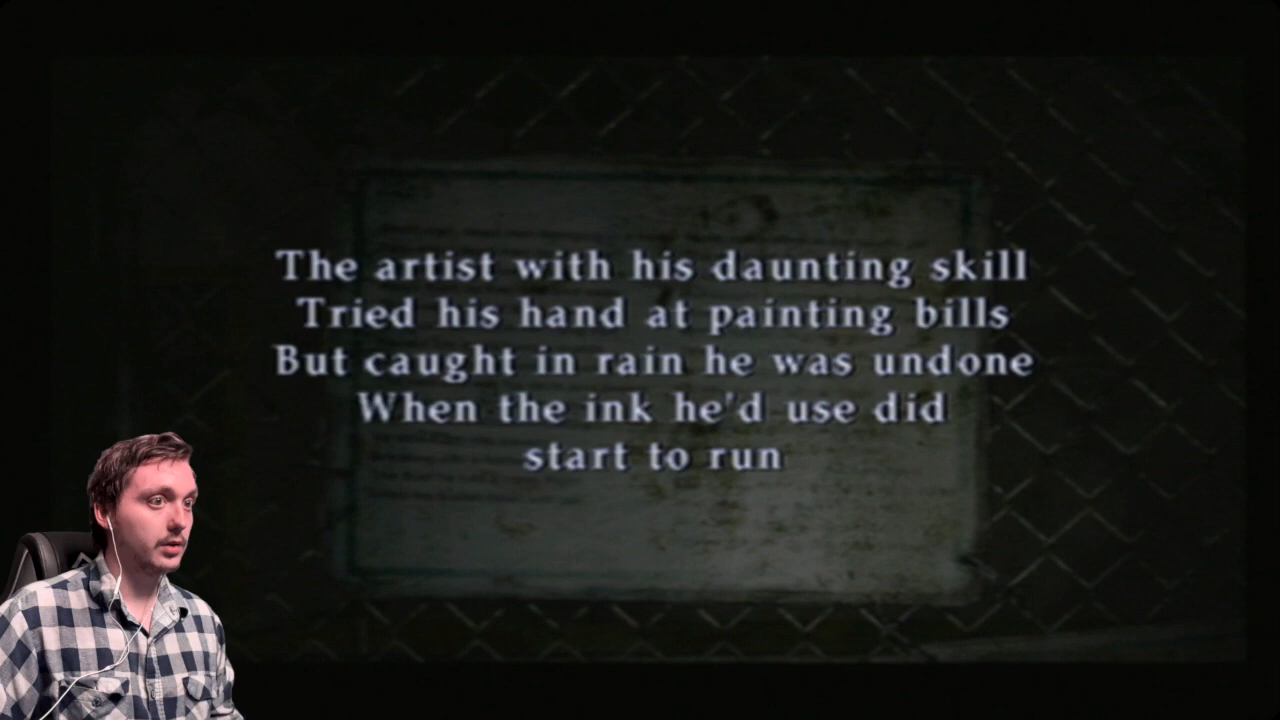 The artist with his daunting skill
Tried his hand at painting bills
But caught in rain he was undone
When the ink he'd use did
start to run